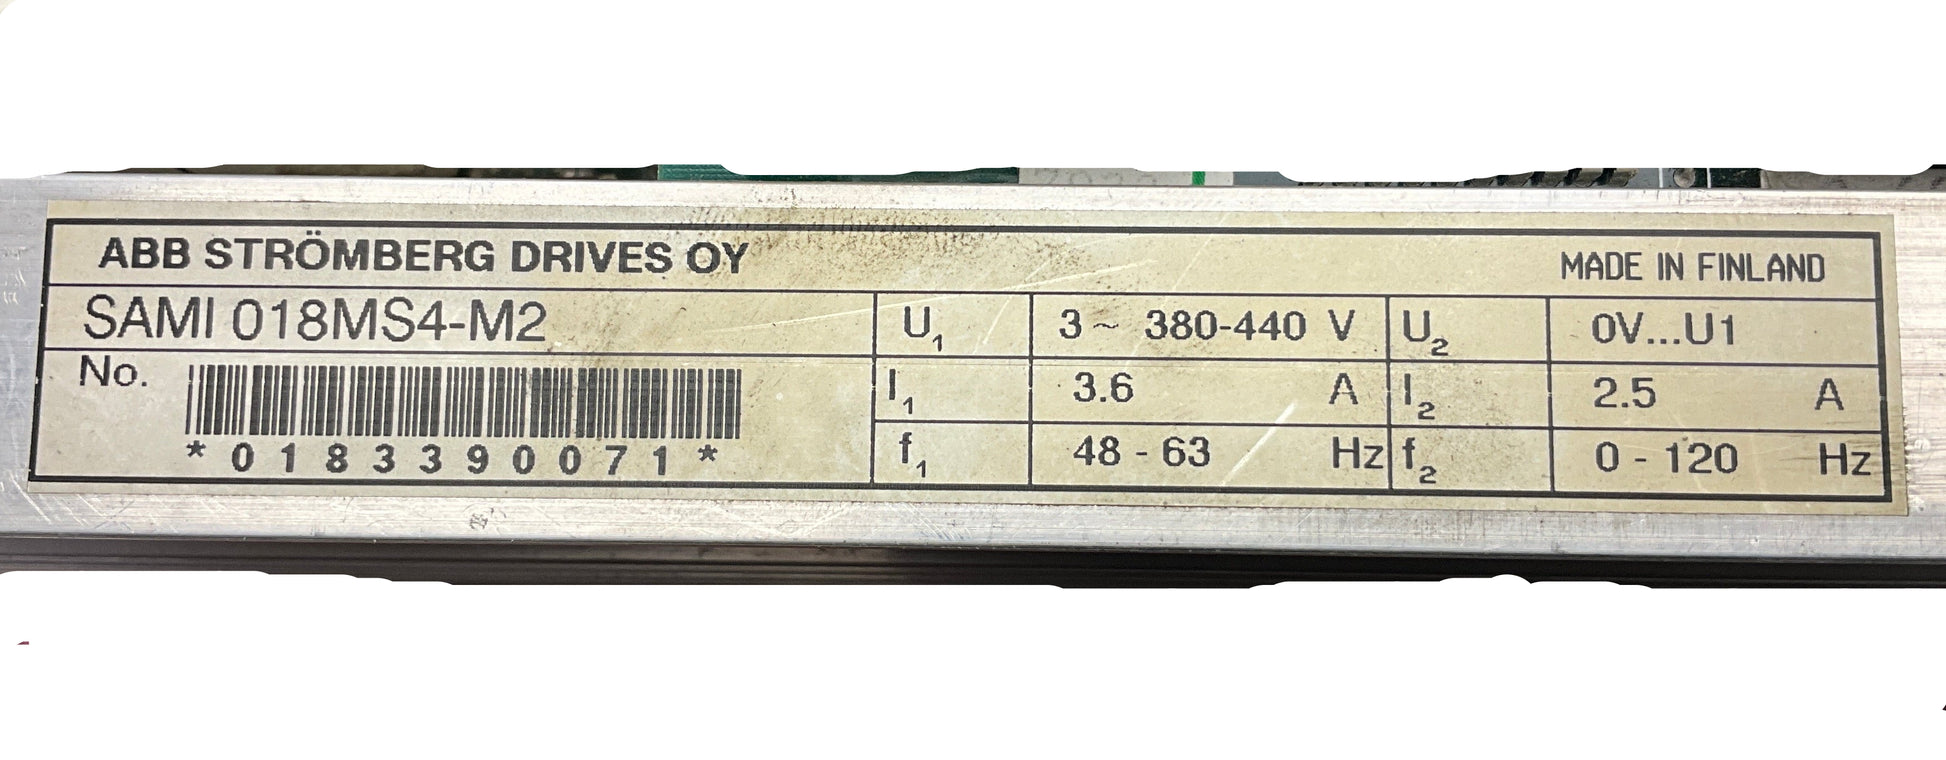 ABB STRÖMBERG DRIVES OY MADE IN FINLAND
SAMI 018MS4-M2 U1 3~ 380-440 V U2 0V...U1
No. I1 3.6 A I2 2.5 A
*0183390071* f1 48 - 63 Hz f2 0 - 120 Hz